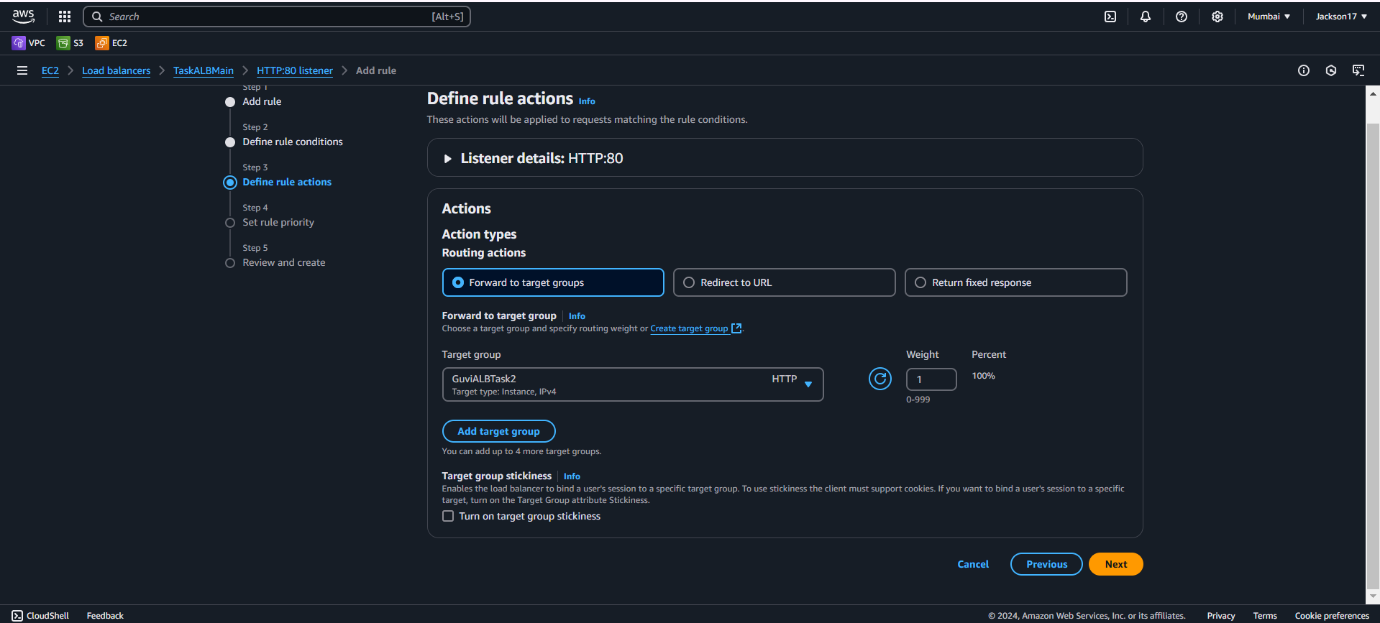 aws
Search
[Alt+S]
Mumbai ▼
Jackson17 ▼
VPC
S3
EC2
EC2 > Load balancers > TaskALBMain > HTTP:80 listener > Add rule
Step 1
Add rule
Step 2
Define rule conditions
Step 3
Define rule actions
Step 4
Set rule priority
Step 5
Review and create
Define rule actions Info
These actions will be applied to requests matching the rule conditions.
Listener details: HTTP:80
Actions
Action types
Routing actions
Forward to target groups
Redirect to URL
Return fixed response
Forward to target group Info
Choose a target group and specify routing weight or Create target group.
Target group
Weight
Percent
GuviALBTask2
HTTP
Target type: Instance, IPv4
1
100%
0-999
Add target group
You can add up to 4 more target groups.
Target group stickiness Info
Enables the load balancer to bind a user's session to a specific target group. To use stickiness the client must support cookies. If you want to bind a user's session to a specific
target, turn on the Target Group attribute Stickiness.
Turn on target group stickiness
Cancel
Previous
Next
CloudShell
Feedback
© 2024, Amazon Web Services, Inc. or its affiliates.
Privacy
Terms
Cookie preferences